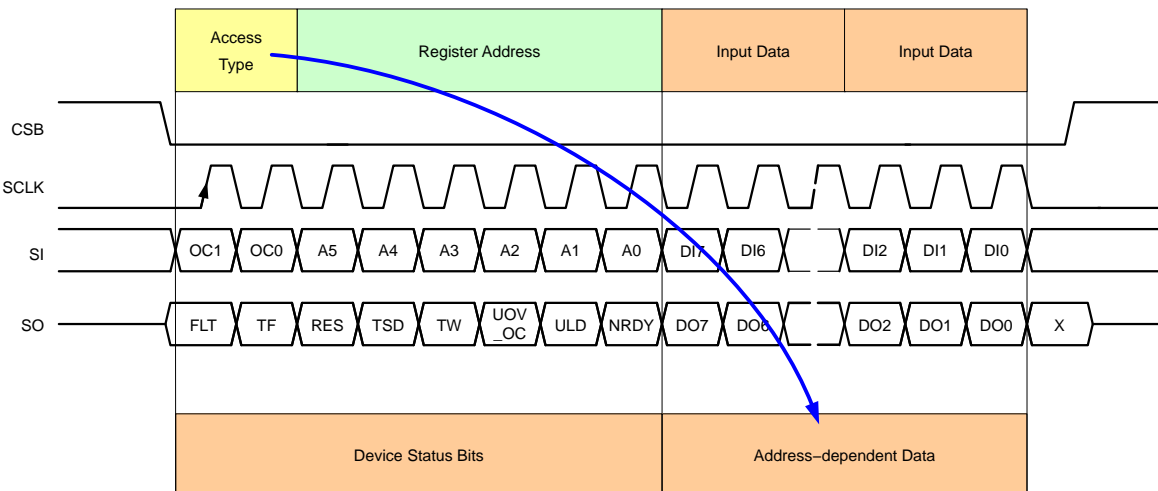 Access
Type
Register Address
Input Data
Input Data
CSB
SCLK
SI
OC1 OC0 A5 A4 A3 A2 A1 A0 DI7 DI6 DI2 DI1 DI0
SO
FLT TF RES TSD TW UOV
_OC ULD NRDY DO7 DO6 DO2 DO1 DO0 X
Device Status Bits
Address−dependent Data